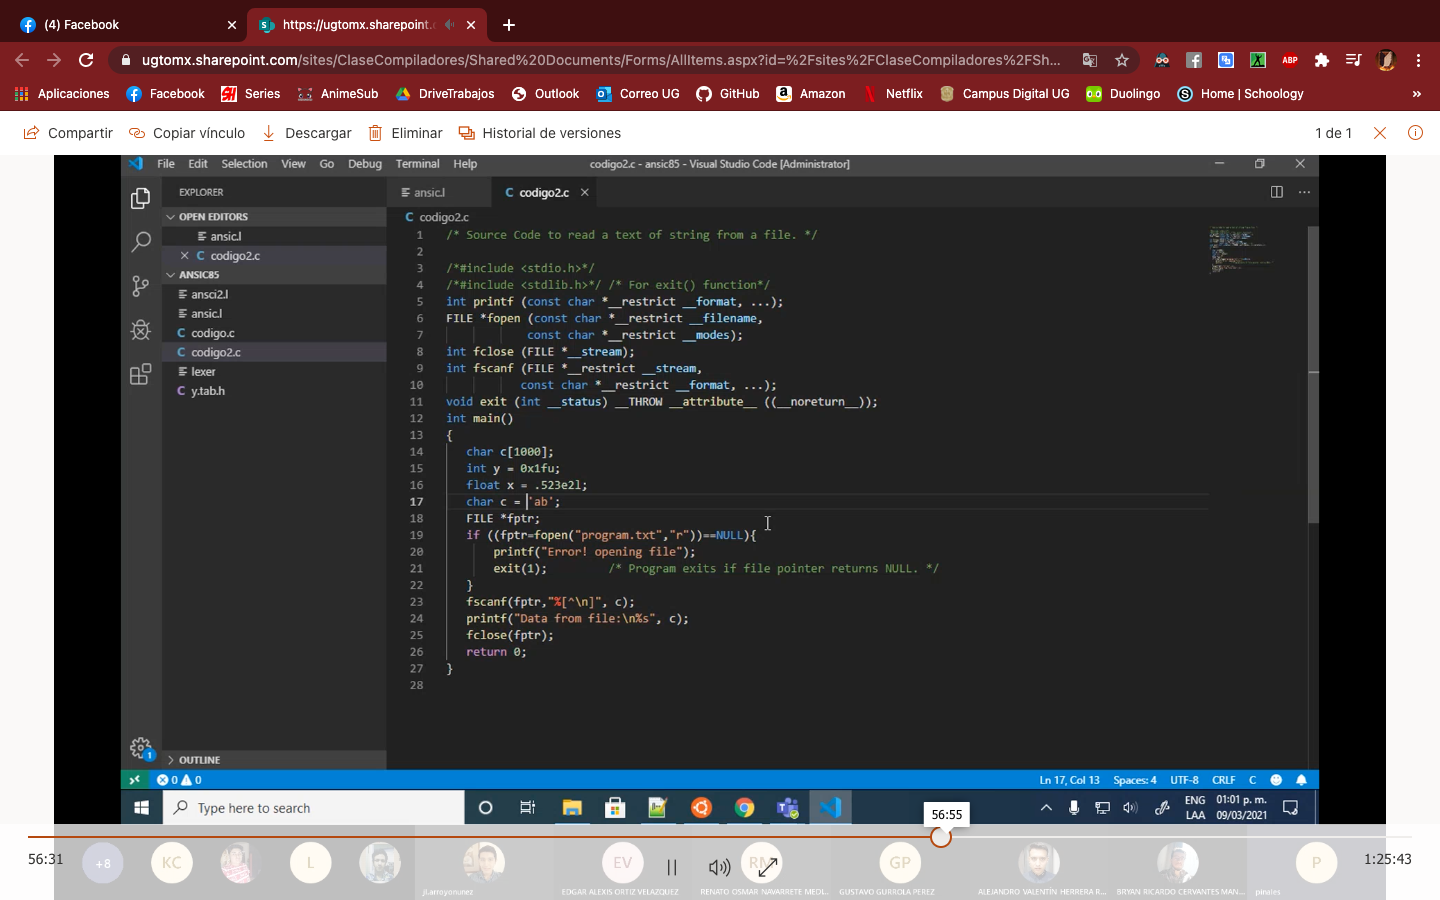 (4) Facebook
https://ugtomx.sharepoint.c
ugtomx.sharepoint.com/sites/ClaseCompiladores/Shared%20Documents/Forms/AllItems.aspx?id=%2Fsites%2FClaseCompiladores%2FSh...
ABP
Aplicaciones Facebook Series AnimeSub DriveTrabajos Outlook Correo UG GitHub Amazon Netflix Campus Digital UG Duolingo Home | Schoology »
Compartir Copiar vínculo Descargar Eliminar Historial de versiones 1 de 1
File Edit Selection View Go Debug Terminal Help codigo2.c - ansic85 - Visual Studio Code [Administrator]
EXPLORER
ansic.l
C codigo2.c
OPEN EDITORS
ansic.l
C codigo2.c
ANSIC85
ansci2.l
ansic.l
C codigo.c
C codigo2.c
lexer
C y.tab.h
OUTLINE
C codigo2.c
1 /* Source Code to read a text of string from a file. */
2
3 /*#include <stdio.h>*/
4 /*#include <stdlib.h>*/ /* For exit() function*/
5 int printf (const char *__restrict __format, ...);
6 FILE *fopen (const char *__restrict __filename,
7 const char *__restrict __modes);
8 int fclose (FILE *__stream);
9 int fscanf (FILE *__restrict __stream,
10 const char *__restrict __format, ...);
11 void exit (int __status) __THROW __attribute__ ((__noreturn__));
12 int main()
13 {
14 char c[1000];
15 int y = 0x1fu;
16 float x = .523e2l;
17 char c = 'ab';
18 FILE *fptr;
19 if ((fptr=fopen("program.txt","r"))==NULL){
20 printf("Error! opening file");
21 exit(1); /* Program exits if file pointer returns NULL. */
22 }
23 fscanf(fptr,"%[^\n]", c);
24 printf("Data from file:\n%s", c);
25 fclose(fptr);
26 return 0;
27 }
28
1
0 0 Ln 17, Col 13 Spaces: 4 UTF-8 CRLF C
Type here to search
ENG 01:01 p. m.
LAA 09/03/2021
56:55
56:31 1:25:43
+8 KC L EV RM GP P
jl.arroyonunez EDGAR ALEXIS ORTIZ VELAZQUEZ RENATO OSMAR NAVARRETE MEDI... GUSTAVO GURROLA PEREZ ALEJANDRO VALENTÍN HERRERA R... BRYAN RICARDO CERVANTES MAN... pinales